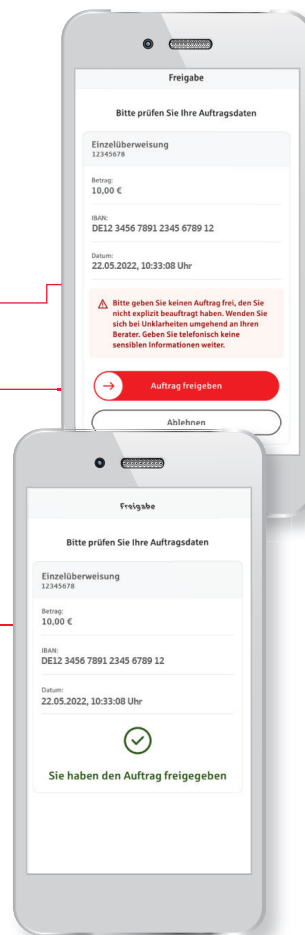 Freigabe
Bitte prüfen Sie Ihre Auftragsdaten
Einzelüberweisung
12345678
Betrag:
10,00 €
IBAN:
DE12 3456 7891 2345 6789 12
Datum:
22.05.2022, 10:33:08 Uhr
Bitte geben Sie keinen Auftrag frei, den Sie
nicht explizit beauftragt haben. Wenden Sie
sich bei Unklarheiten umgehend an Ihren
Berater. Geben Sie telefonisch keine
sensiblen Informationen weiter.
Auftrag freigeben
Ablehnen
Freigabe
Bitte prüfen Sie Ihre Auftragsdaten
Einzelüberweisung
12345678
Betrag:
10,00 €
IBAN:
DE12 3456 7891 2345 6789 12
Datum:
22.05.2022, 10:33:08 Uhr
Sie haben den Auftrag freigegeben